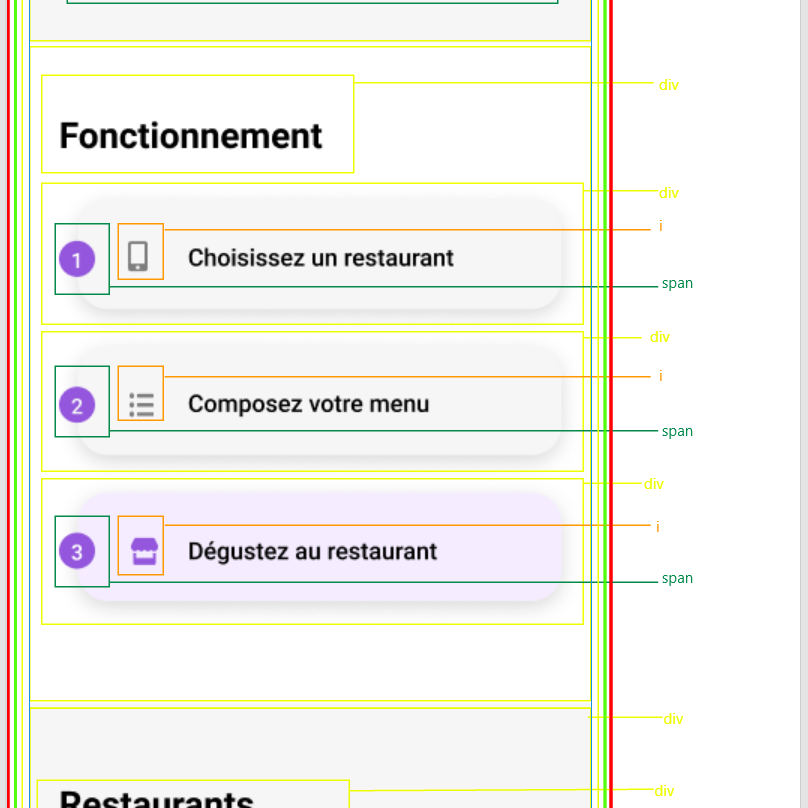 div
Fonctionnement
div
i
1 Choisissez un restaurant
span
div
i
2 Composez votre menu
span
div
i
3 Dégustez au restaurant
span
div
div
Restaurants